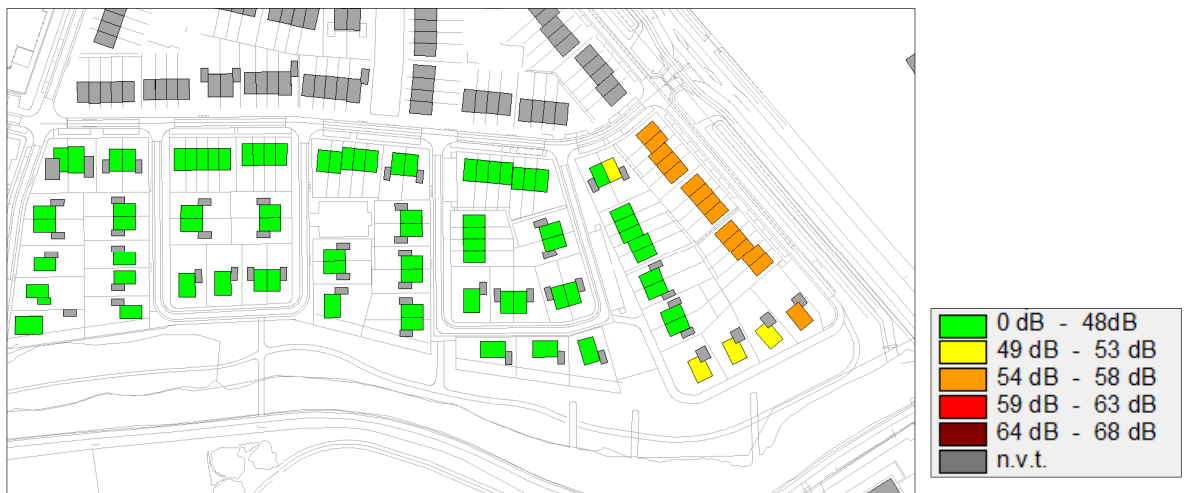 0 dB - 48dB
49 dB - 53 dB
54 dB - 58 dB
59 dB - 63 dB
64 dB - 68 dB
n.v.t.